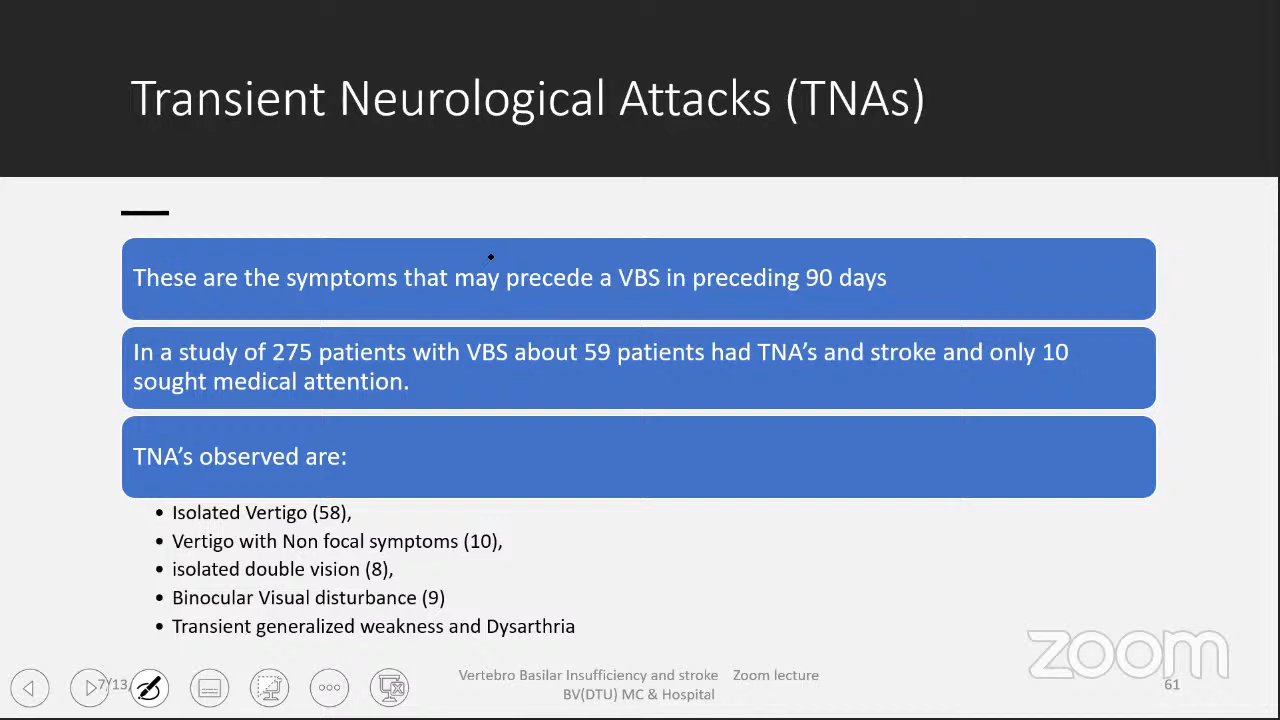 Transient Neurological Attacks (TNAs)
These are the symptoms that may precede a VBS in preceding 90 days
In a study of 275 patients with VBS about 59 patients had TNA’s and stroke and only 10
sought medical attention.
TNA’s observed are:
• Isolated Vertigo (58),
• Vertigo with Non focal symptoms (10),
• isolated double vision (8),
• Binocular Visual disturbance (9)
• Transient generalized weakness and Dysarthria
7/13
Vertebro Basilar Insufficiency and stroke Zoom lecture
BV(DTU) MC & Hospital
61
zoom